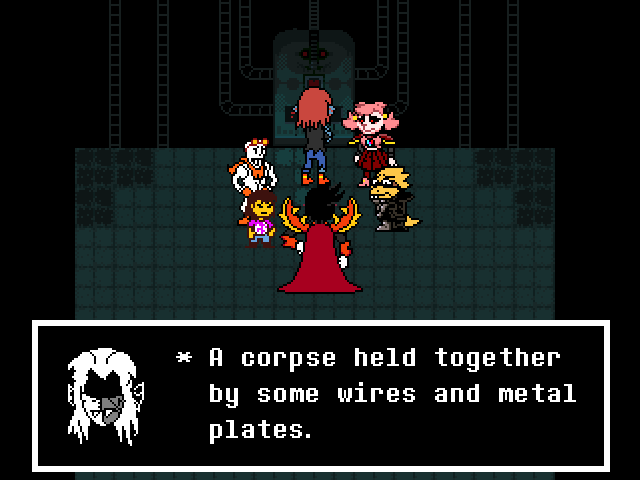 * A corpse held together
by some wires and metal
plates.